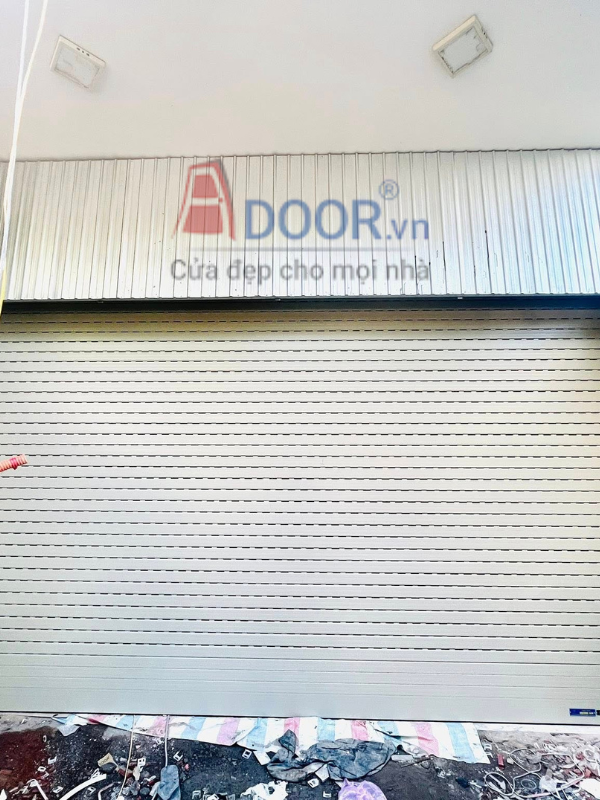 ADOOR.vn®
Cửa đẹp cho mọi nhà